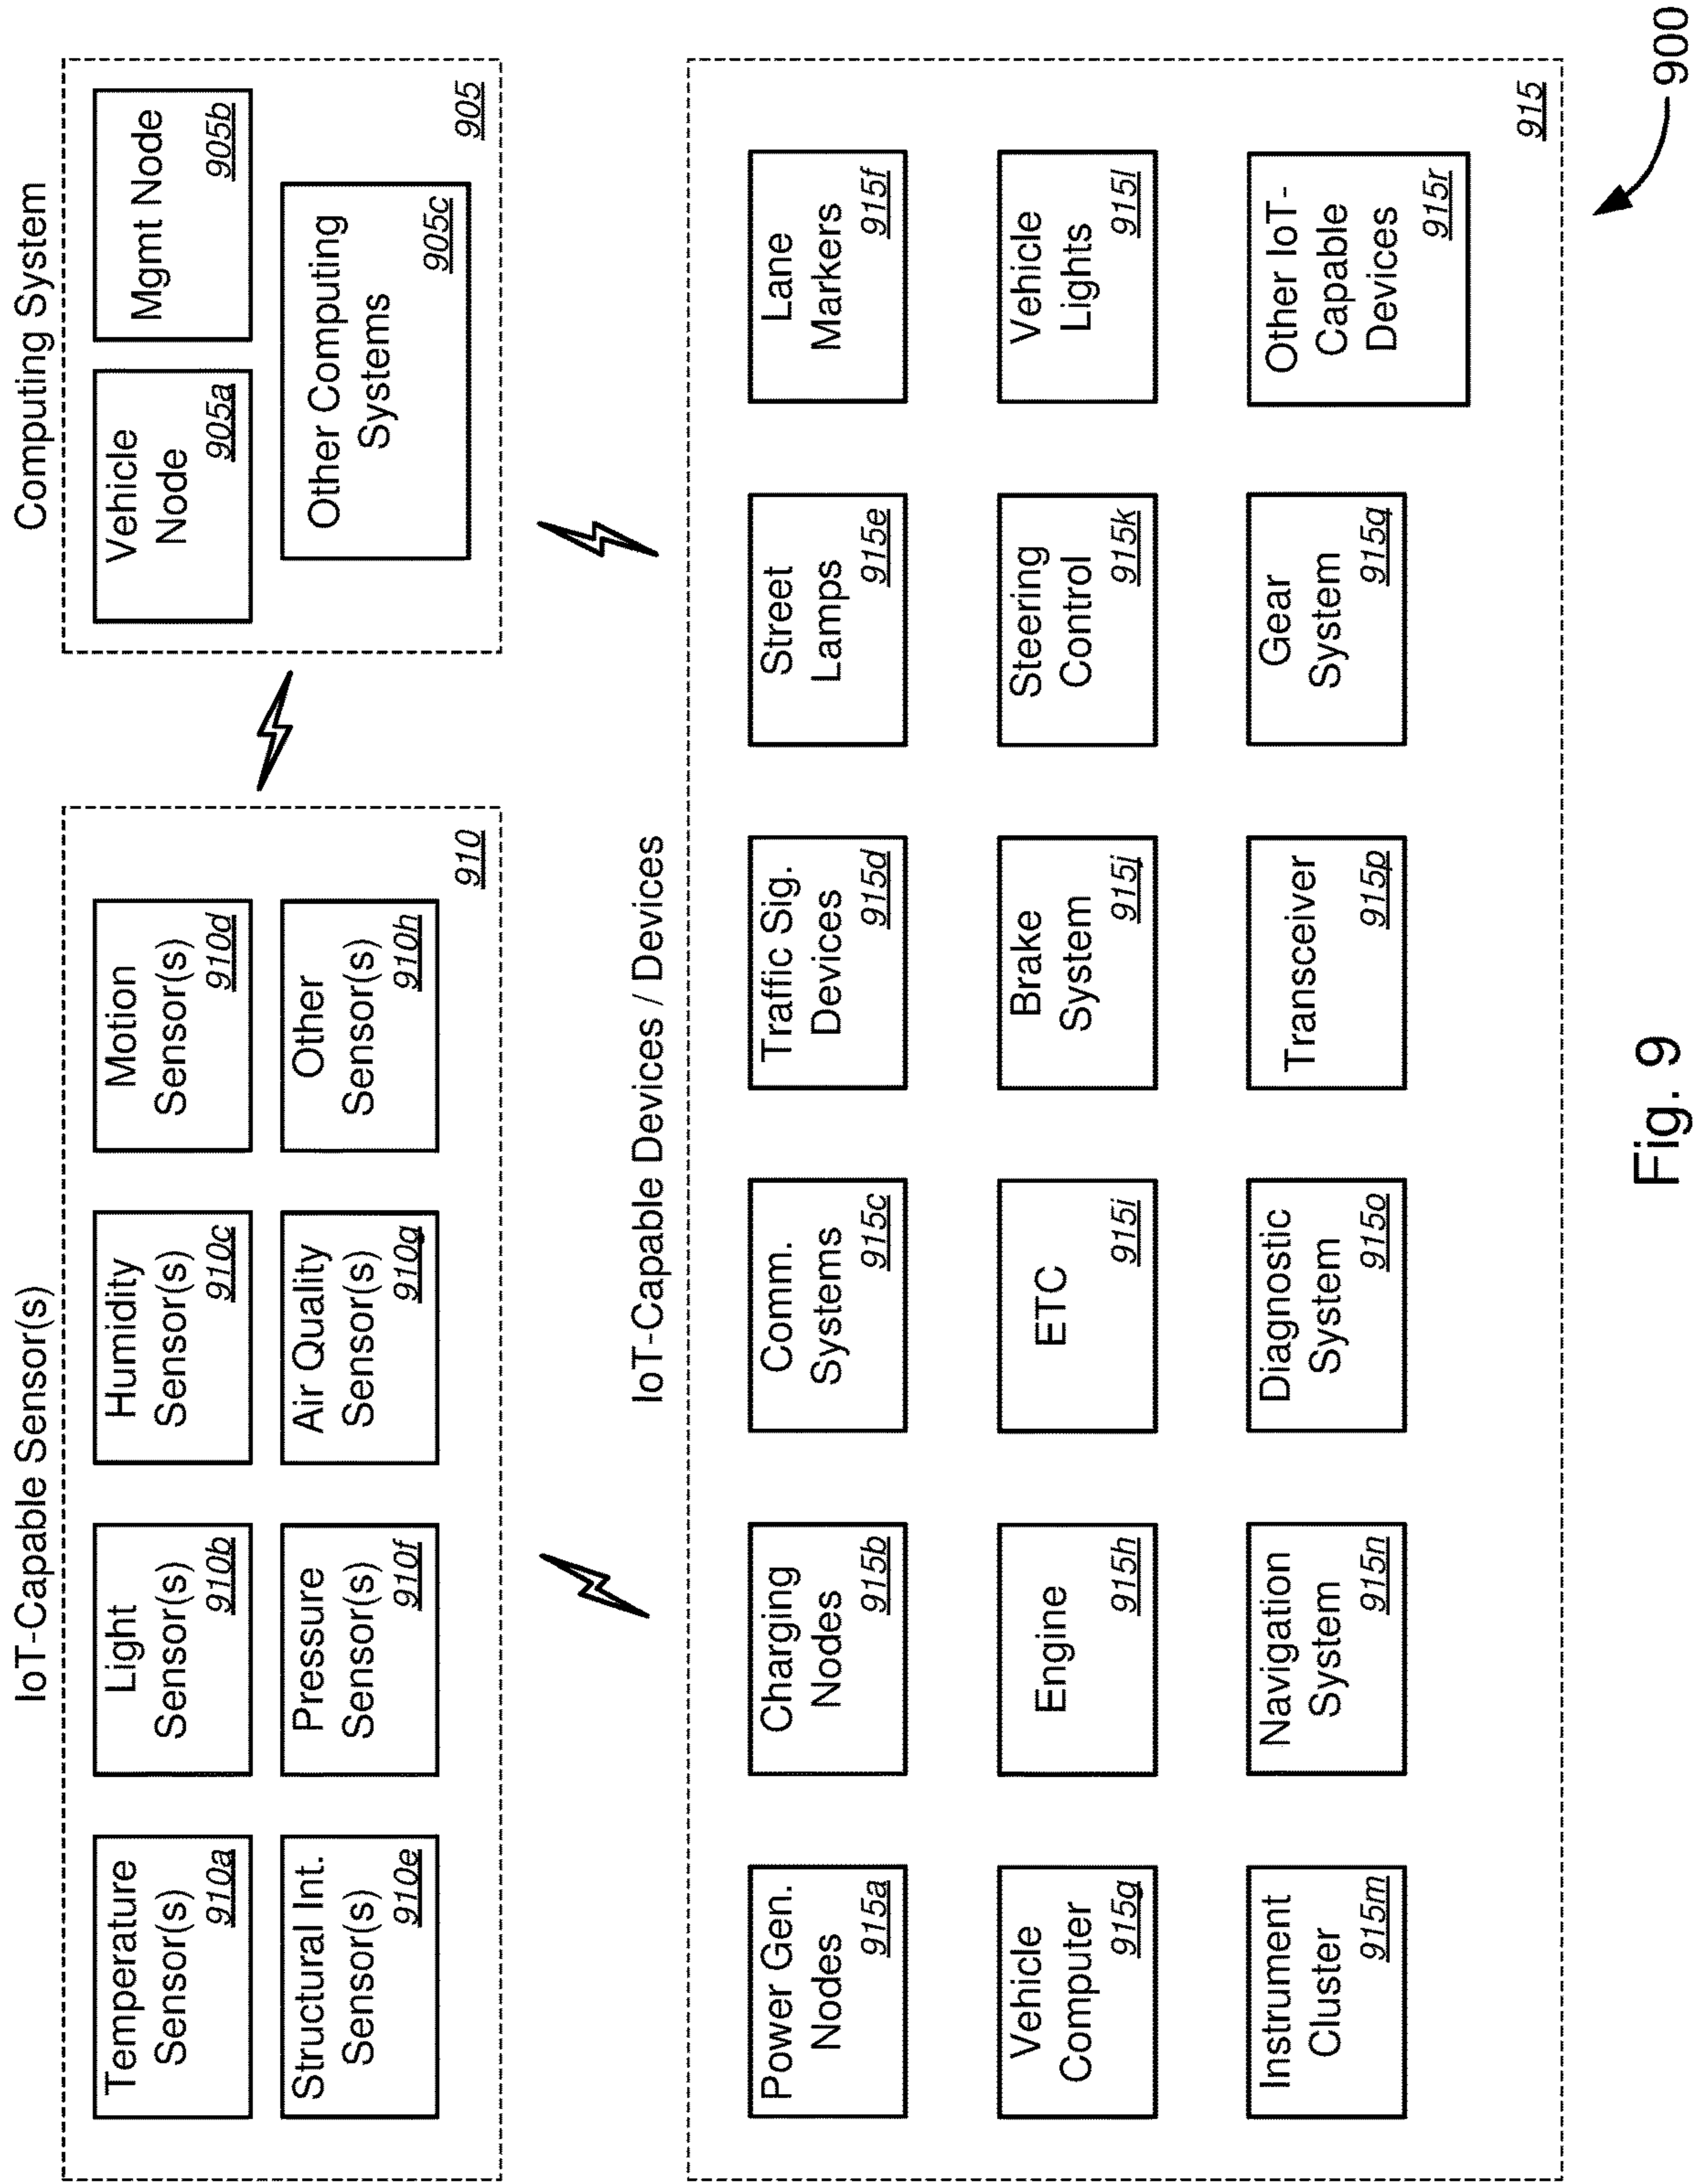 IoT-Capable Sensor(s)
Temperature
Sensor(s)
910a
Light
Sensor(s)
910b
Humidity
Sensor(s)
910c
Motion
Sensor(s)
910d
Structural Int.
Sensor(s)
910e
Pressure
Sensor(s)
910f
Air Quality
Sensor(s)
910g
Other
Sensor(s)
910h
910
Computing System
Vehicle
Node
905a
Mgmt Node
905b
Other Computing
Systems
905c
905
IoT-Capable Devices / Devices
Power Gen.
Nodes
915a
Charging
Nodes
915b
Comm.
Systems
915c
Traffic Sig.
Devices
915d
Street
Lamps
915e
Lane
Markers
915f
Vehicle
Computer
915g
Engine
915h
ETC
915i
Brake
System
915j
Steering
Control
915k
Vehicle
Lights
915l
Instrument
Cluster
915m
Navigation
System
915n
Diagnostic
System
915o
Transceiver
915p
Gear
System
915q
Other IoT-
Capable
Devices
915r
915
900
Fig. 9